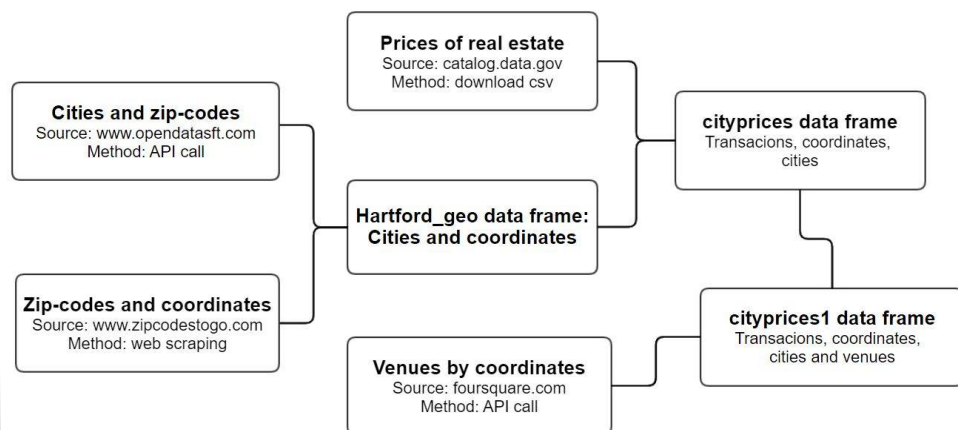 Prices of real estate
Source: catalog.data.gov
Method: download csv
Cities and zip-codes
Source: www.opendatasft.com
Method: API call
cityprices data frame
Transacions, coordinates,
cities
Hartford_geo data frame:
Cities and coordinates
Zip-codes and coordinates
Source: www.zipcodestogo.com
Method: web scraping
cityprices1 data frame
Transacions, coordinates,
cities and venues
Venues by coordinates
Source: foursquare.com
Method: API call